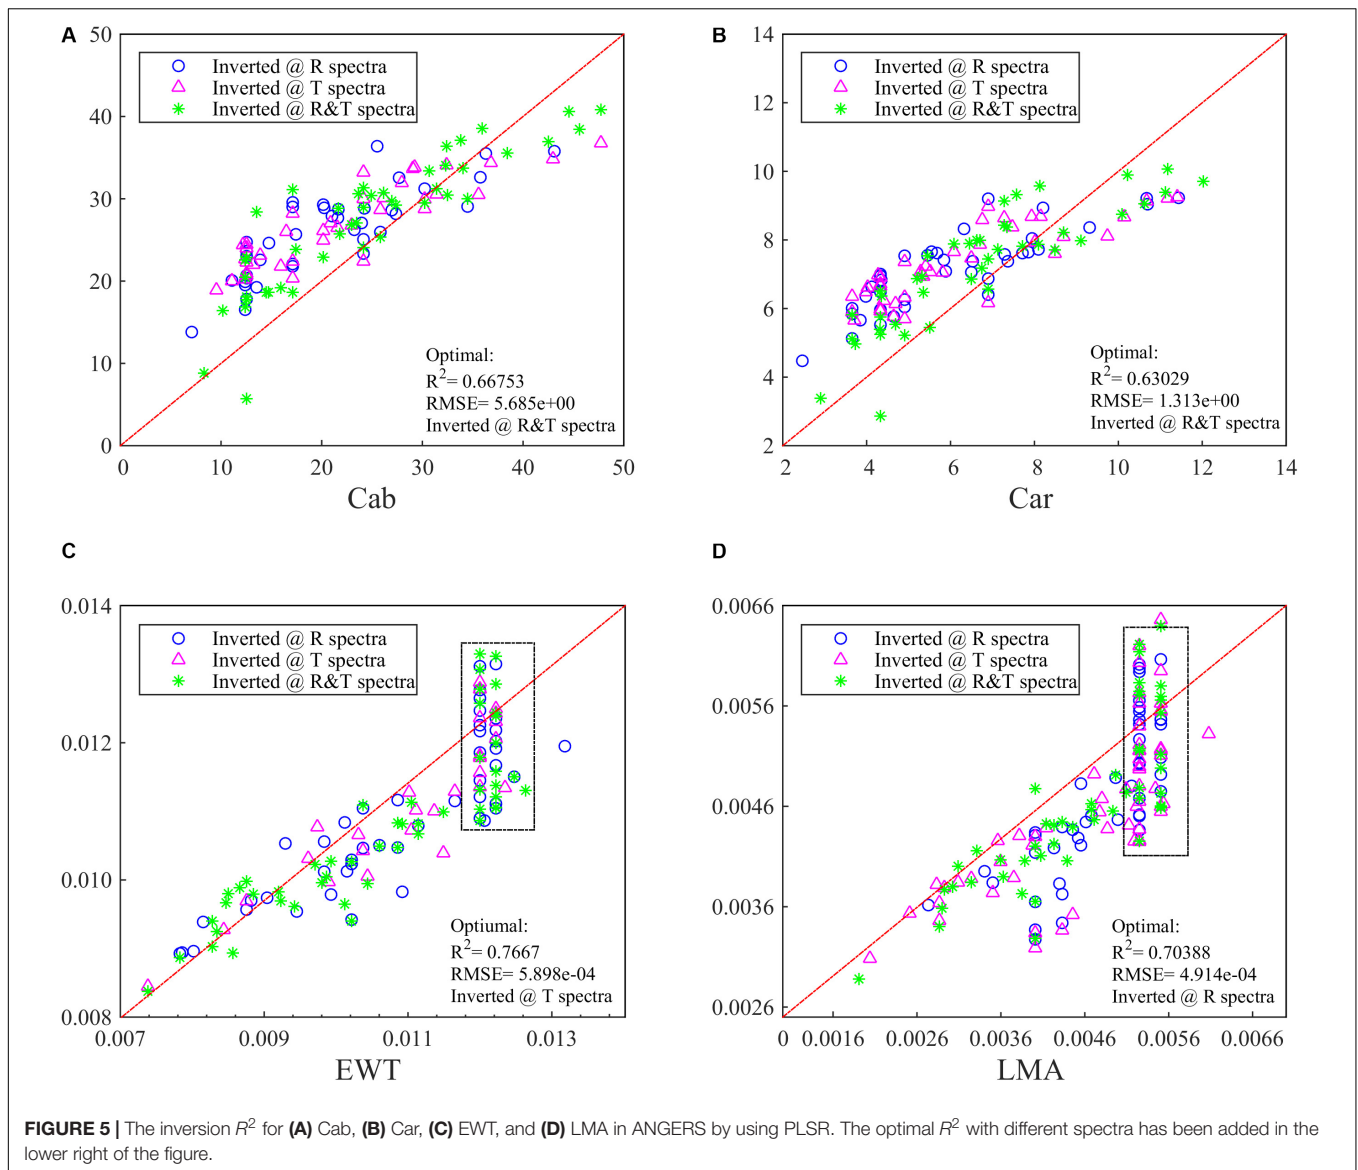 A
50
40
30
20
10
0
Inverted @ R spectra
Inverted @ T spectra
Inverted @ R&T spectra
Optimal:
R2= 0.66753
RMSE= 5.685e+00
Inverted @ R&T spectra
0 10 20 30 40 50
Cab
B
14
12
10
8
6
4
2
Inverted @ R spectra
Inverted @ T spectra
Inverted @ R&T spectra
Optimal:
R2= 0.63029
RMSE= 1.313e+00
Inverted @ R&T spectra
2 4 6 8 10 12 14
Car
C
0.014
0.012
0.010
0.008
Inverted @ R spectra
Inverted @ T spectra
Inverted @ R&T spectra
Optiumal:
R2= 0.7667
RMSE= 5.898e-04
Inverted @ T spectra
0.007 0.009 0.011 0.013
EWT
D
0.0066
0.0056
0.0046
0.0036
0.0026
Inverted @ R spectra
Inverted @ T spectra
Inverted @ R&T spectra
Optumal:
R2= 0.70388
RMSE= 4.914e-04
Inverted @ R spectra
0 0.0016 0.0026 0.0036 0.0046 0.0056 0.0066
LMA
FIGURE 5 | The inversion R2 for (A) Cab, (B) Car, (C) EWT, and (D) LMA in ANGERS by using PLSR. The optimal R2 with different spectra has been added in the
lower right of the figure.